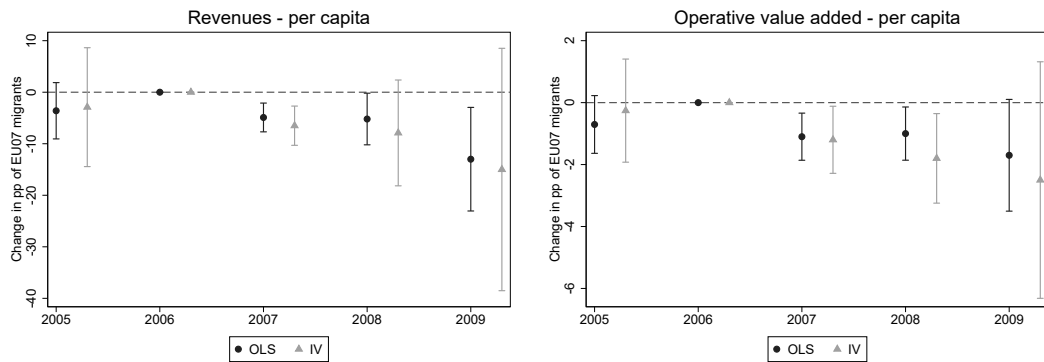 Revenues - per capita
Change in pp of EU07 migrants
10
0
-10
-20
-30
-40
2005 2006 2007 2008 2009
OLS IV
Operative value added - per capita
Change in pp of EU07 migrants
2
0
-2
-4
-6
2005 2006 2007 2008 2009
OLS IV